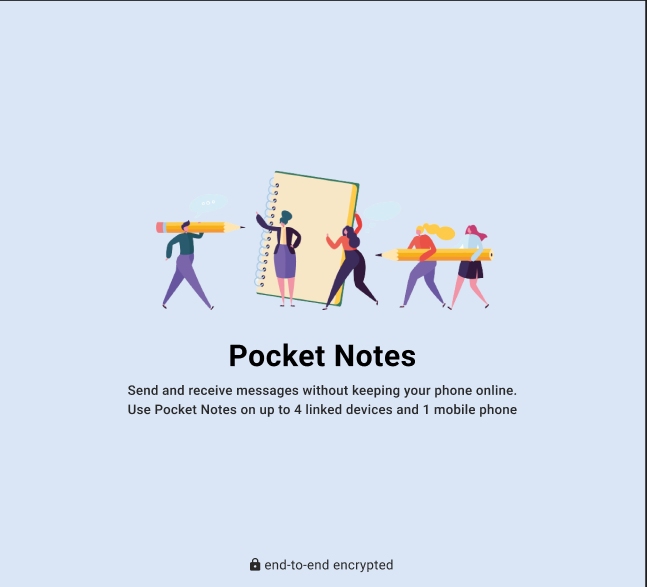 Pocket Notes
Send and receive messages without keeping your phone online.
Use Pocket Notes on up to 4 linked devices and 1 mobile phone
end-to-end encrypted